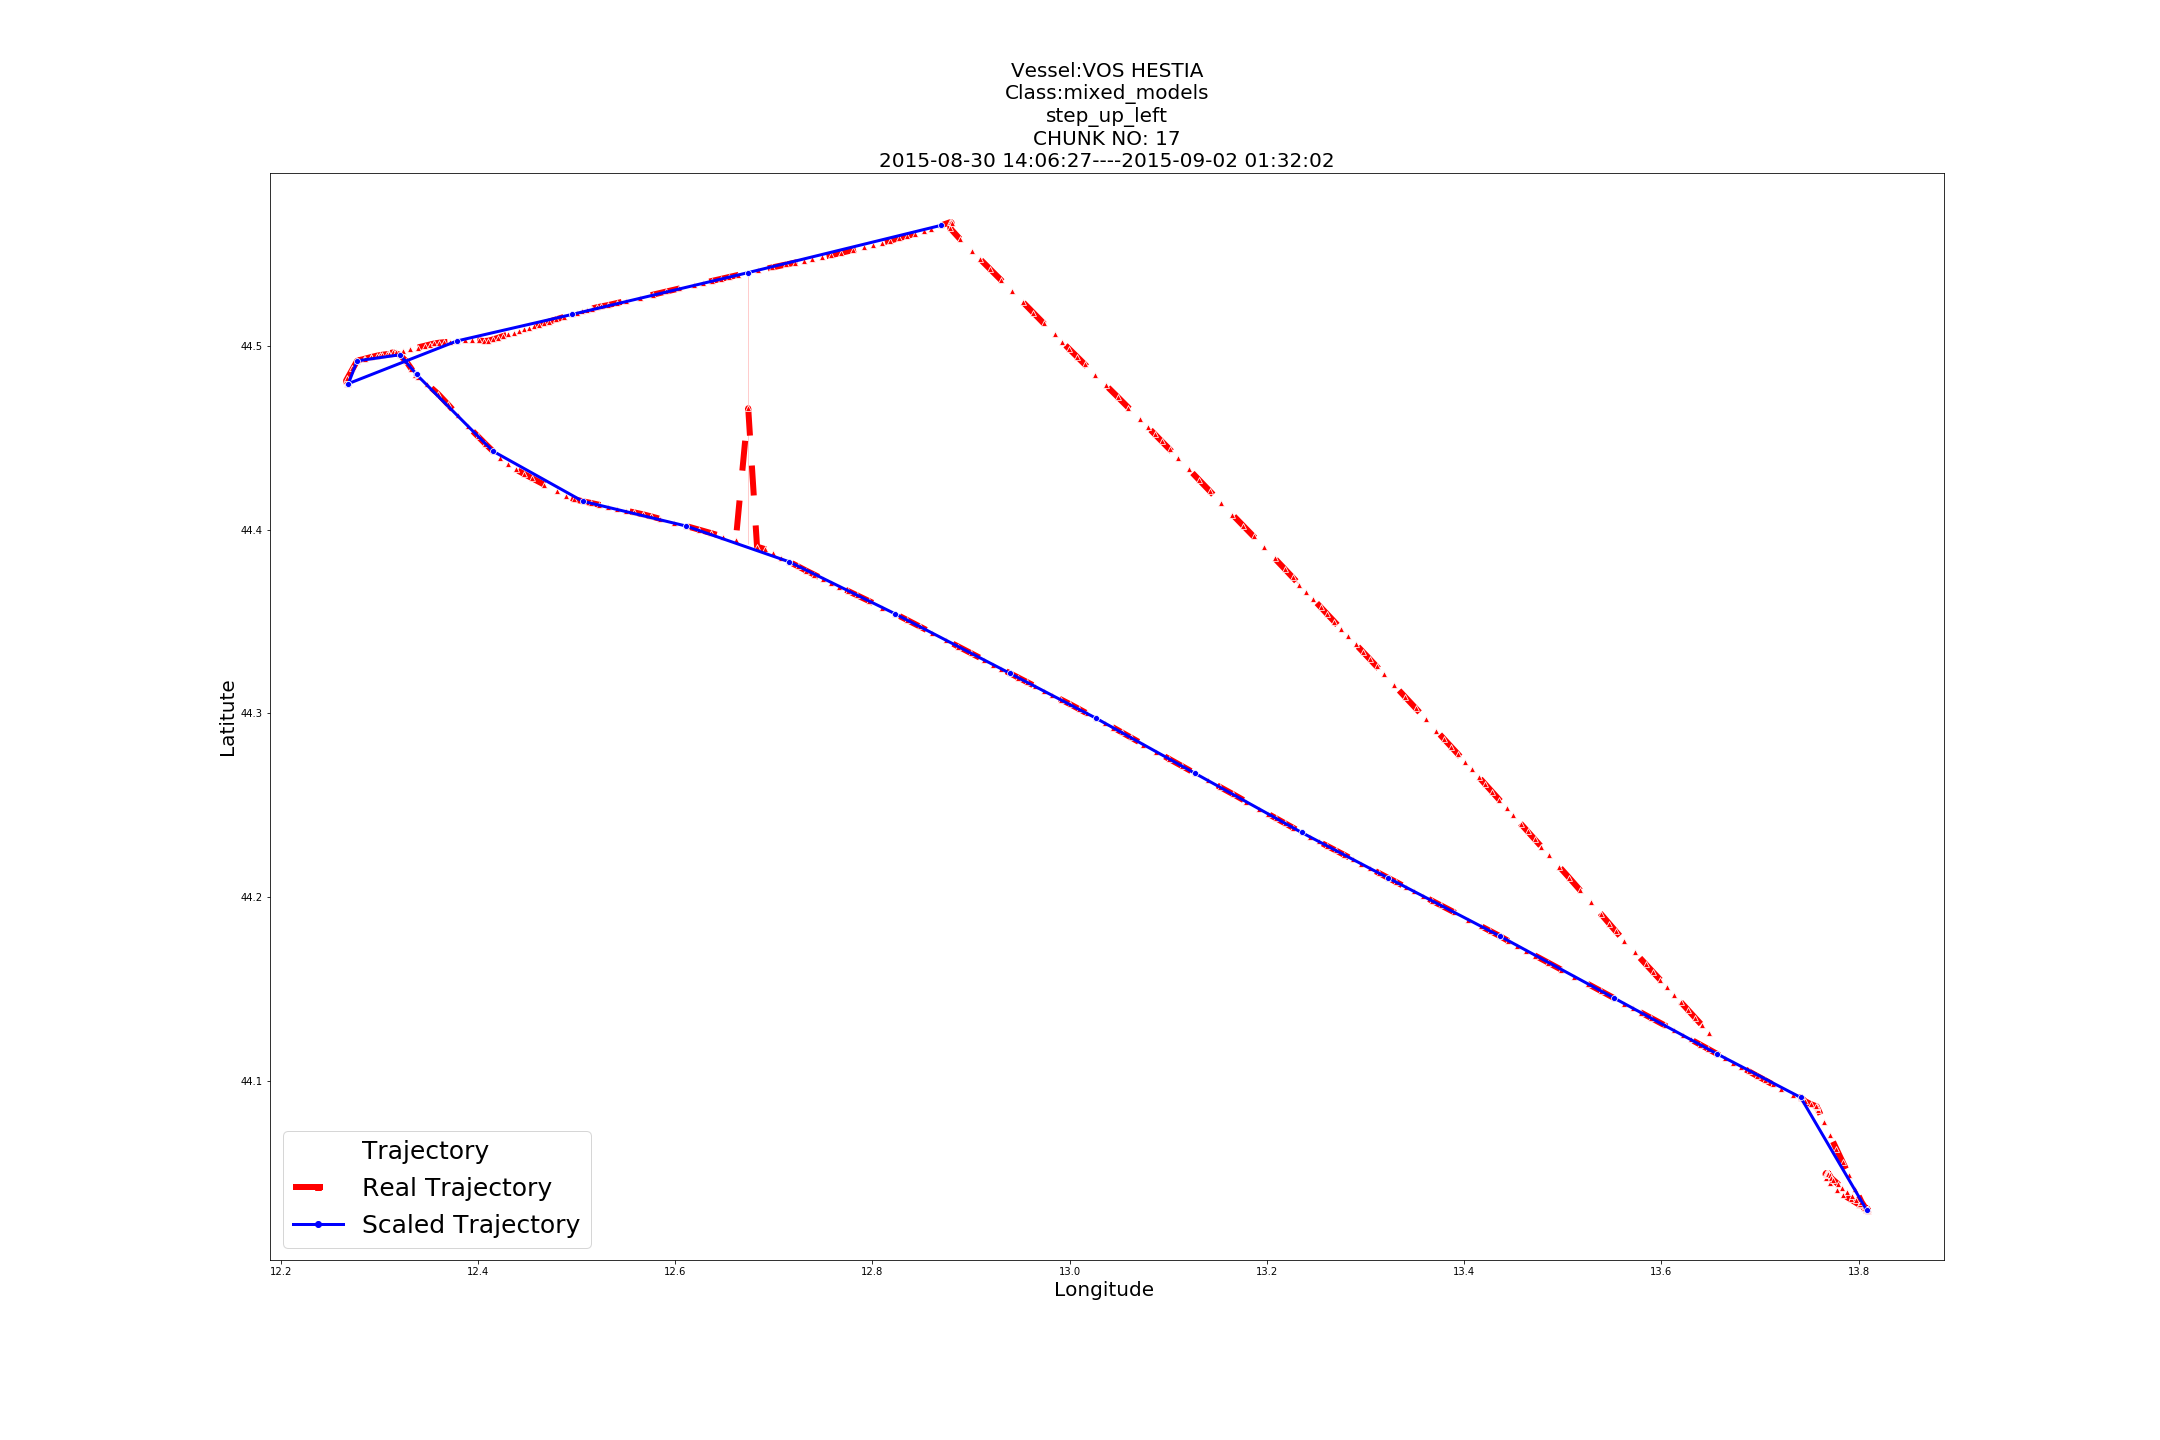 Vessel:VOS HESTIA
Class:mixed_models
step_up_left
CHUNK NO: 17
2015-08-30 14:06:27----2015-09-02 01:32:02
44.5
44.4
44.3
44.2
44.1
Latitute
Trajectory
Real Trajectory
Scaled Trajectory
12.2 12.4 12.6 12.8 13.0 13.2 13.4 13.6 13.8
Longitude